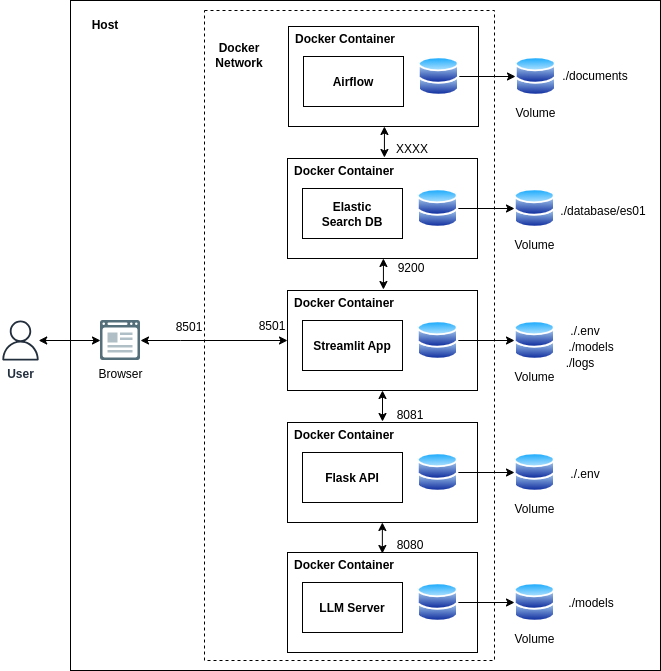 Host
Docker
Network
Docker Container
Airflow
./documents
Volume
XXXX
Docker Container
Elastic
Search DB
./database/es01
Volume
9200
Docker Container
Streamlit App
./.env
./models
./logs
Volume
8501
8501
User
Browser
8081
Docker Container
Flask API
./.env
Volume
8080
Docker Container
LLM Server
./models
Volume